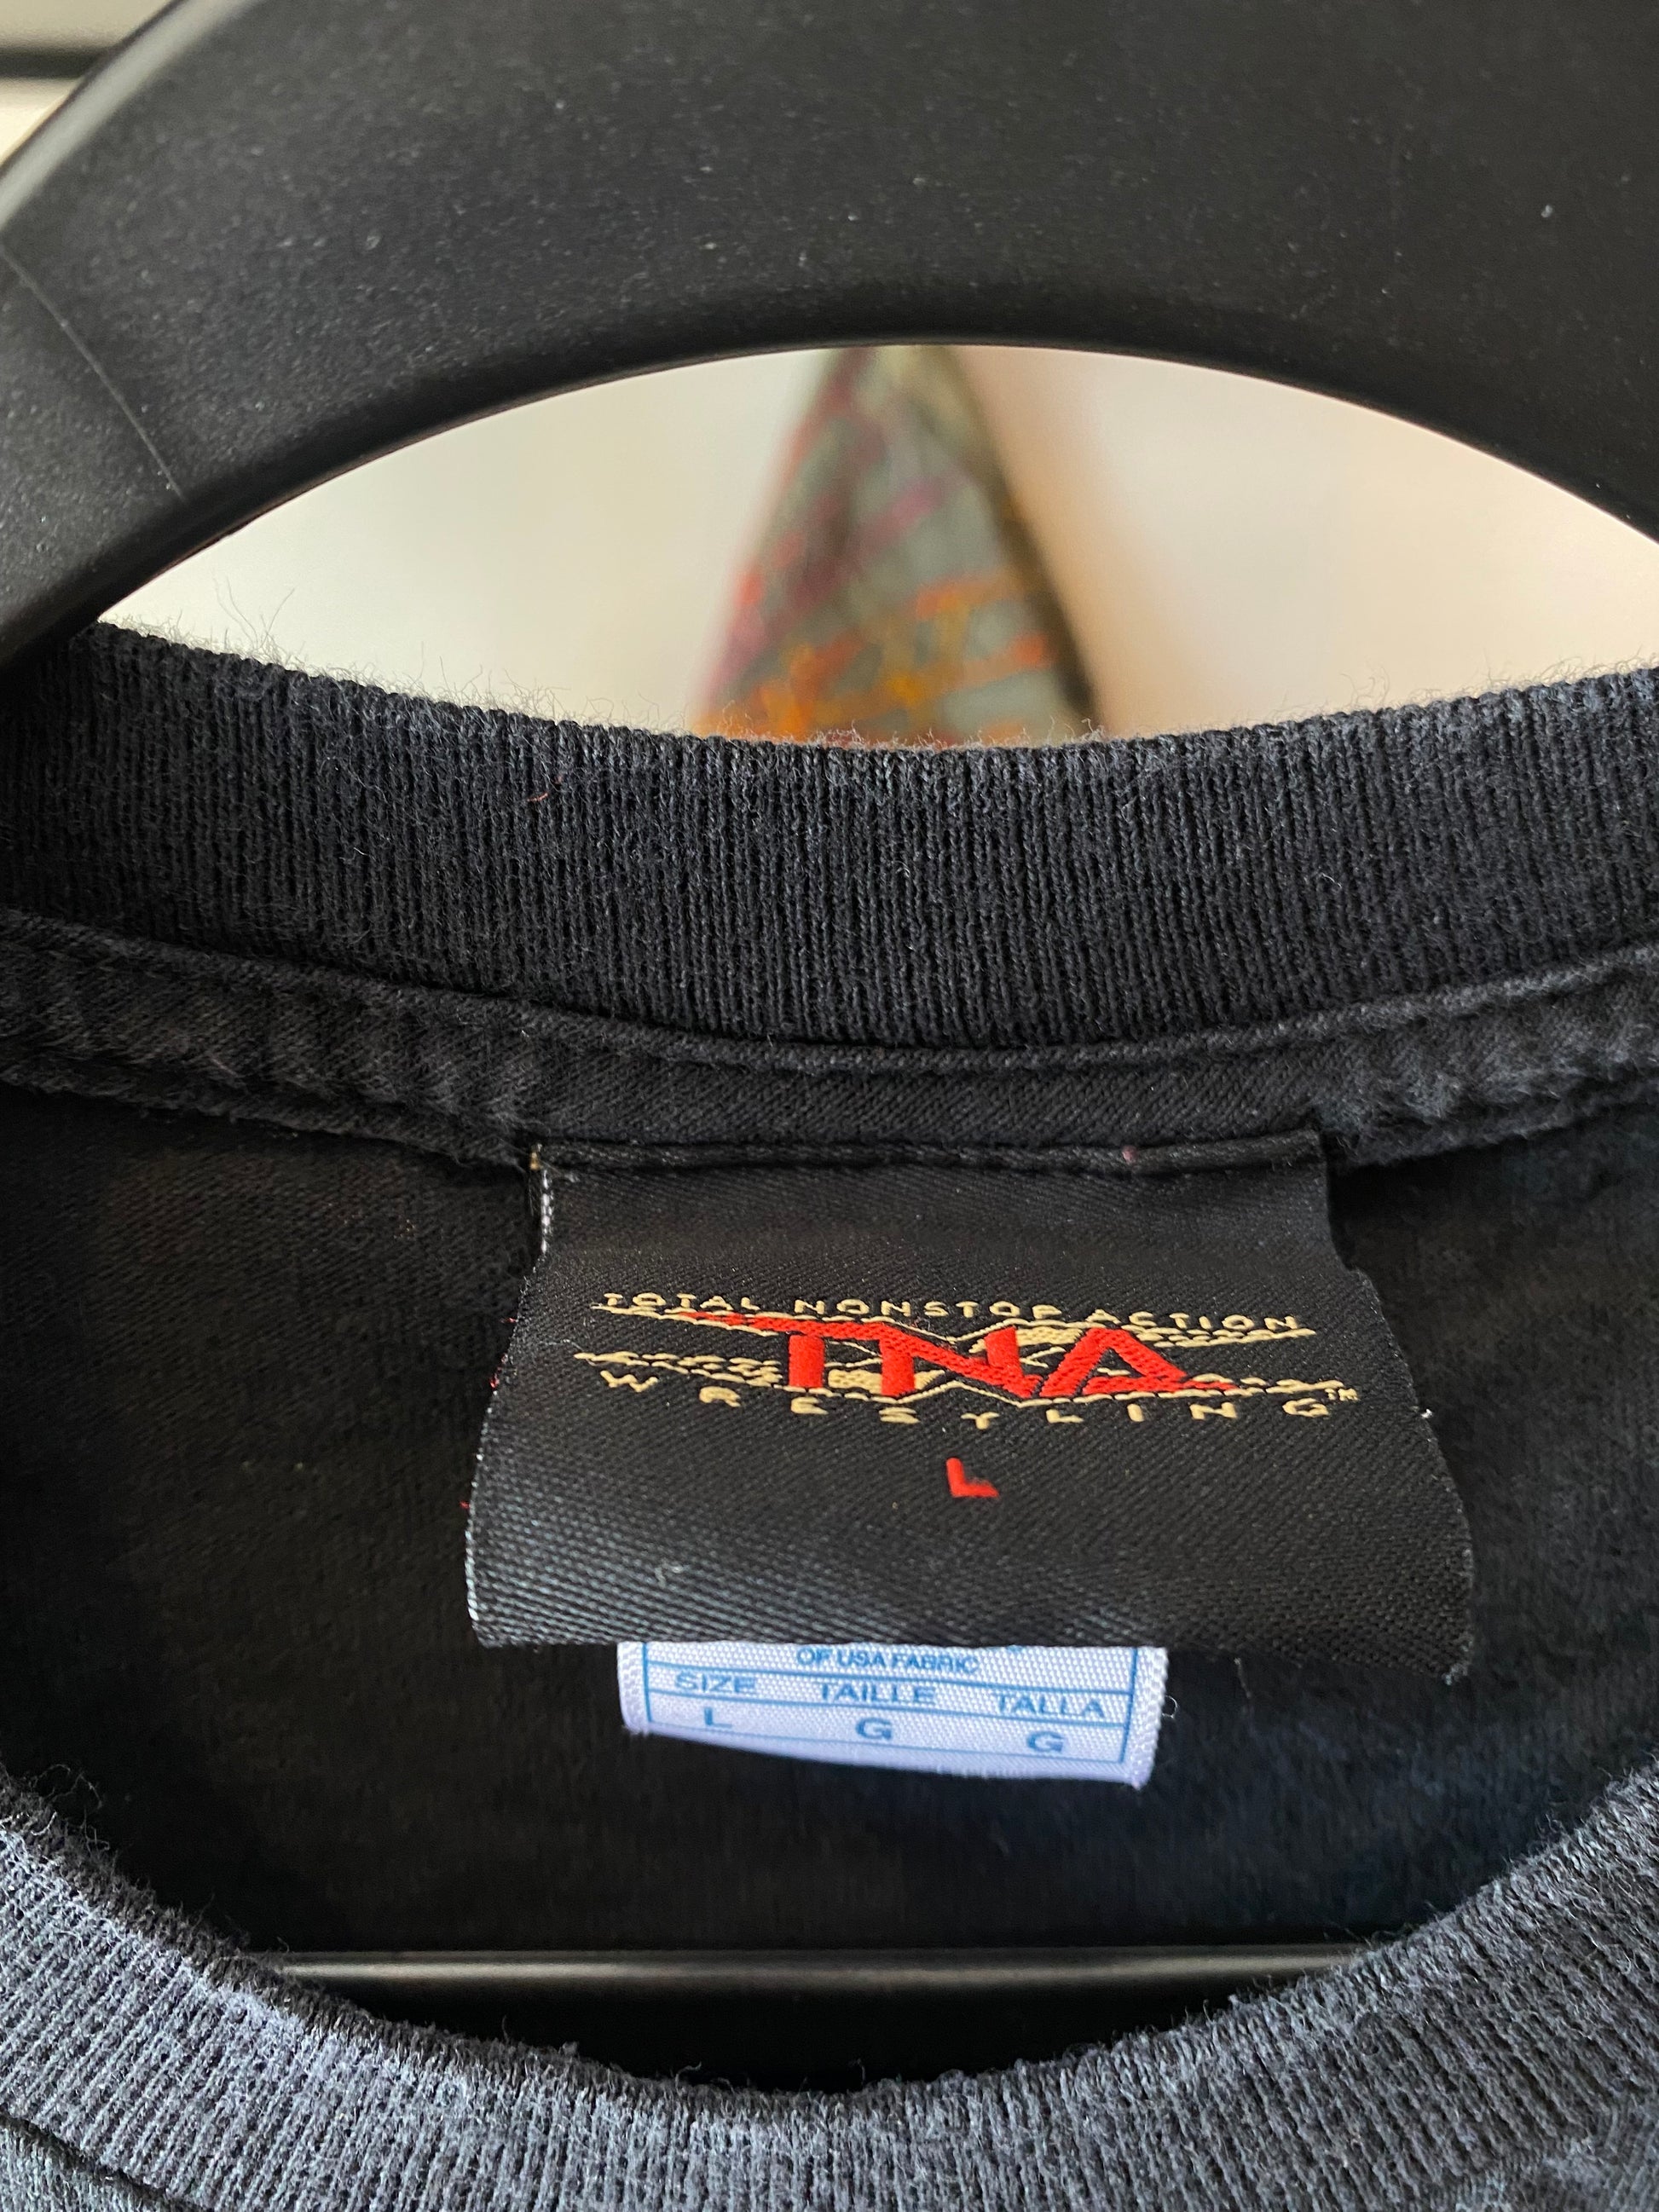 TOTAL NONSTOP ACTION
TNA
WRESTLING™
L
OF USA FABRIC
SIZE TAILLE TALLA
L G G